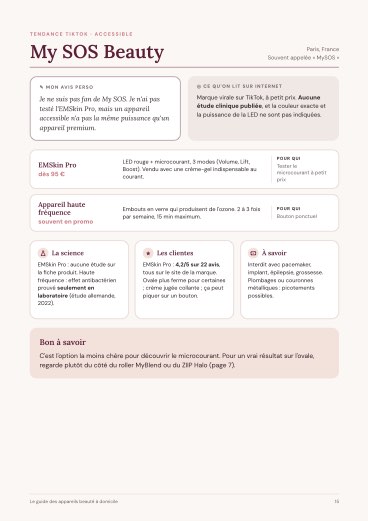 TENDANCE TIKTOK · ACCESSIBLE
My SOS Beauty
Paris, France
Souvent appelée « MySOS »
✎ MON AVIS PERSO
Je ne suis pas fan de My SOS. Je n'ai pas
testé l'EMSkin Pro, mais un appareil
accessible n'a pas la même puissance qu'un
appareil premium.
◎ CE QU'ON LIT SUR INTERNET
Marque virale sur TikTok, à petit prix. Aucune
étude clinique publiée, et la couleur exacte et
la puissance de la LED ne sont pas indiquées.
EMSkin Pro
dès 95 €
LED rouge + microcourant, 3 modes (Volume, Lift,
Boost). Vendu avec une crème-gel indispensable au
courant.
POUR QUI
Tester le
microcourant à petit
prix
Appareil haute
fréquence
souvent en promo
Embouts en verre qui produisent de l'ozone. 2 à 3 fois
par semaine, 15 min maximum.
POUR QUI
Bouton ponctuel
La science
EMSkin Pro : aucune étude sur
la fiche produit. Haute
fréquence : effet antibactérien
prouvé seulement en
laboratoire (étude allemande,
2022).
Les clientes
EMSkin Pro : 4,2/5 sur 22 avis,
tous sur le site de la marque.
Ovale plus ferme pour certaines
; crème jugée collante ; ça peut
piquer sur un bouton.
À savoir
Interdit avec pacemaker,
implant, épilepsie, grossesse.
Plombages ou couronnes
métalliques : picotements
possibles.
Bon à savoir
C'est l'option la moins chère pour découvrir le microcourant. Pour un vrai résultat sur l'ovale,
regarde plutôt du côté du roller MyBlend ou du ZIIP Halo (page 7).
Le guide des appareils beauté à domicile